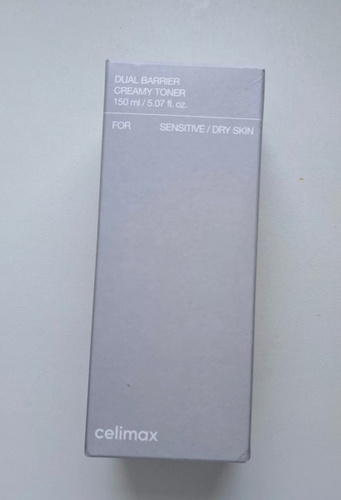 DUAL BARRIER
CREAMY TONER
150 ml / 5.07 fl. oz.
FOR SENSITIVE / DRY SKIN
celimax